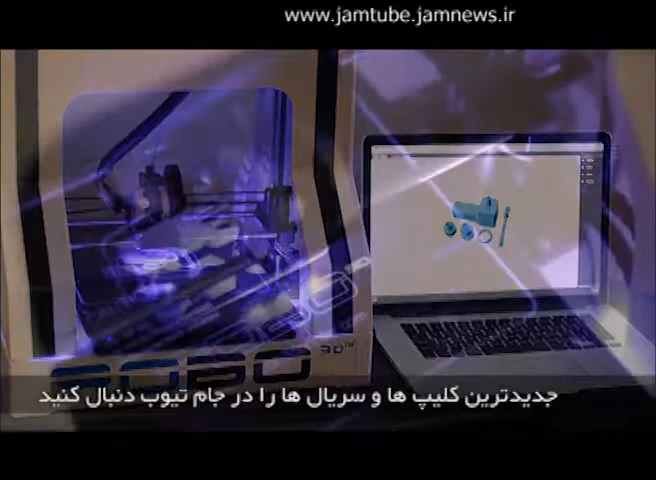 www.jamtube.jamnews.ir
جدیدترین کلیپ ها و سریال ها را در جام تیوب دنبال کنید